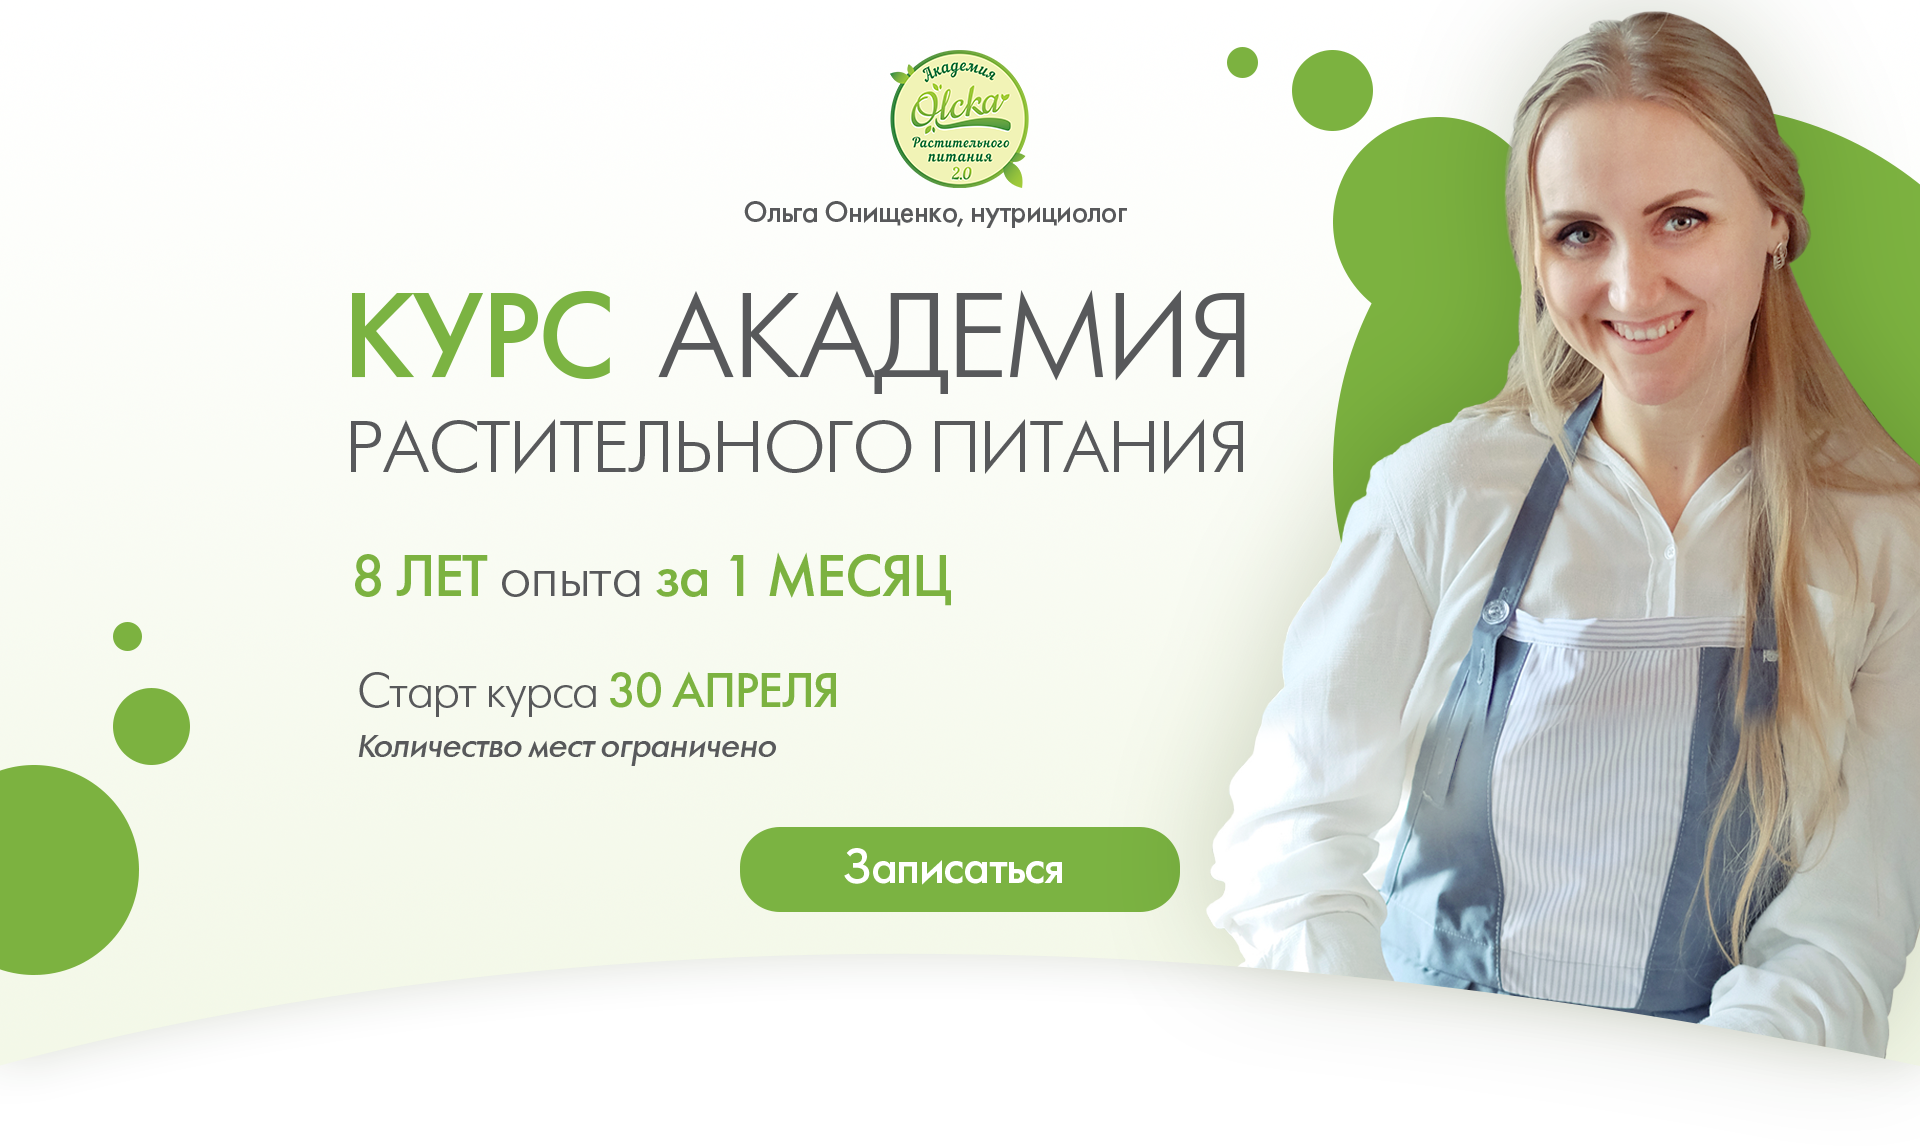 Академия
Olcka
Растительного
питания
2.0
Ольга Онищенко, нутрициолог
КУРС АКАДЕМИЯ
РАСТИТЕЛЬНОГО ПИТАНИЯ
8 ЛЕТ опыта за 1 МЕСЯЦ
Старт курса 30 АПРЕЛЯ
Количество мест ограничено
Записаться